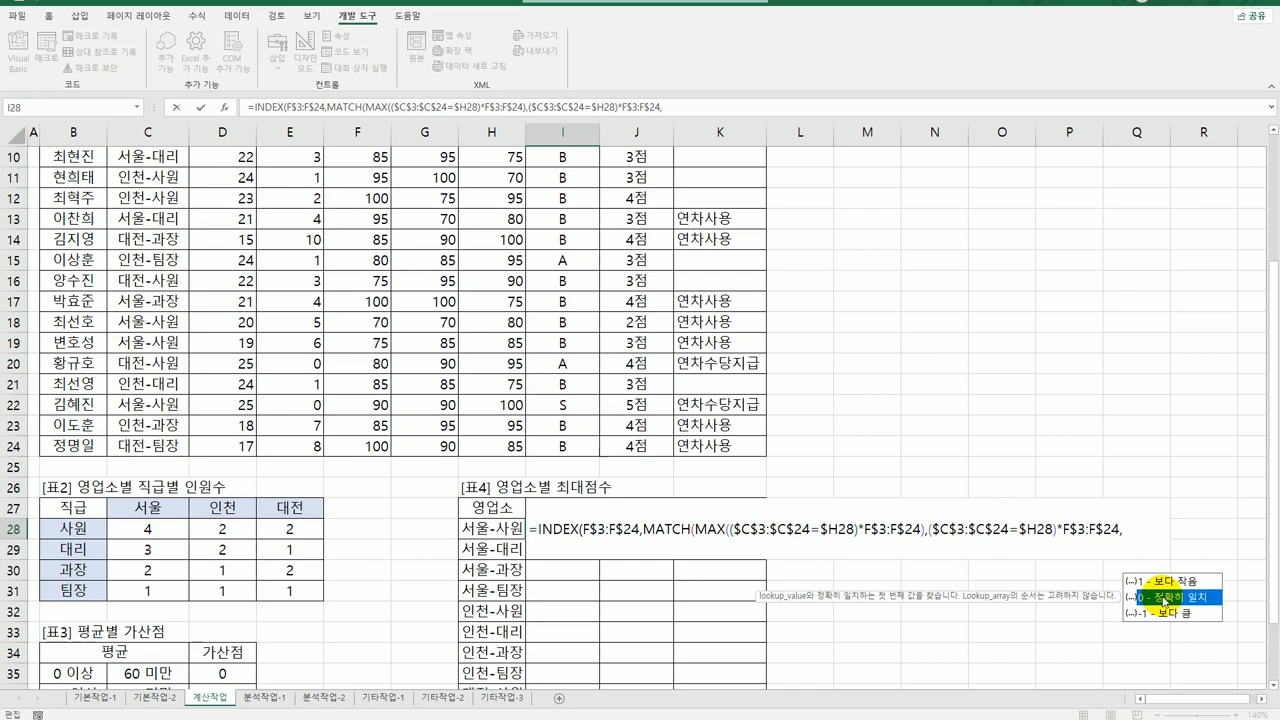 파일 홈 삽입 페이지 레이아웃 수식 데이터 검토 보기 개발 도구 도움말 공유
Visual Basic 매크로 매크로 기록 상대 참조로 기록 매크로 보안 코드
추가 기능 Excel 추가 기능 COM 추가 기능 추가 기능
삽입 디자인 모드 속성 코드 보기 대화 상자 실행 컨트롤
원본 맵 속성 확장 팩 데이터 새로 고침 가져오기 내보내기 XML
I28 fx =INDEX(F$3:F$24,MATCH(MAX(($C$3:$C$24=$H28)*F$3:F$24),($C$3:$C$24=$H28)*F$3:F$24,
A B C D E F G H I J K L M N O P Q R
10 최현진 서울-대리 22 3 85 95 75 B 3점
11 현희태 인천-사원 24 1 95 100 70 B 3점
12 최혁주 인천-사원 23 2 100 75 95 B 4점
13 이찬희 서울-대리 21 4 95 70 80 B 3점 연차사용
14 김지영 대전-과장 15 10 85 90 100 B 4점 연차사용
15 이상훈 인천-팀장 24 1 80 85 95 A 3점
16 양수진 대전-사원 22 3 75 95 90 B 3점
17 박효준 서울-과장 21 4 100 100 75 B 4점 연차사용
18 최선호 서울-사원 20 5 70 70 80 B 2점 연차사용
19 변호성 서울-사원 19 6 75 85 85 B 3점 연차사용
20 황규호 대전-사원 25 0 80 90 95 A 4점 연차수당지급
21 최선영 인천-대리 24 1 85 85 75 B 3점
22 김혜진 서울-사원 25 0 90 90 100 S 5점 연차수당지급
23 이도훈 인천-과장 18 7 85 95 95 B 4점 연차사용
24 정명일 대전-팀장 17 8 100 90 85 B 4점 연차사용
25
26 [표2] 영업소별 직급별 인원수 [표4] 영업소별 최대점수
27 직급 서울 인천 대전 영업소
28 사원 4 2 2 서울-사원 =INDEX(F$3:F$24,MATCH(MAX(($C$3:$C$24=$H28)*F$3:F$24),($C$3:$C$24=$H28)*F$3:F$24,
29 대리 3 2 1 서울-대리
30 과장 2 1 2 서울-과장
31 팀장 1 1 1 서울-팀장
(...)1 - 보다 작음
lookup_value와 정확히 일치하는 첫 번째 값을 찾습니다. Lookup_array의 순서는 고려하지 않습니다. (...)0 - 정확히 일치
(...)-1 - 보다 큼
32 인천-사원
33 [표3] 평균별 가산점 인천-대리
34 평균 가산점 인천-과장
35 0 이상 60 미만 0 인천-팀장
기본작업-1 기본작업-2 계산작업 분석작업-1 분석작업-2 기타작업-1 기타작업-2 기타작업-3
편집 140%